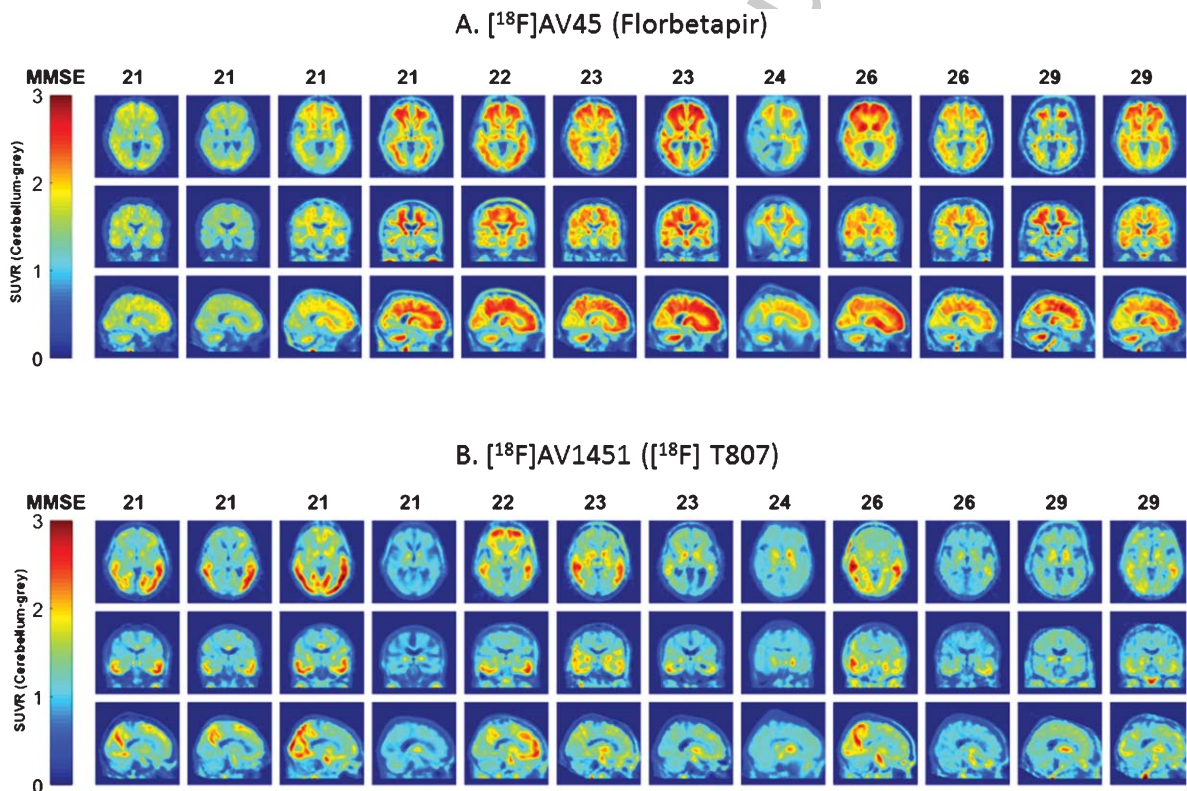 A. [¹⁸F]AV45 (Florbetapir)
MMSE 21 21 21 21 22 23 23 24 26 26 29 29
3
2
1
0
SUVR (Cerebellum-grey)
B. [¹⁸F]AV1451 ([¹⁸F] T807)
MMSE 21 21 21 21 22 23 23 24 26 26 29 29
3
2
1
0
SUVR (Cerebellum-grey)